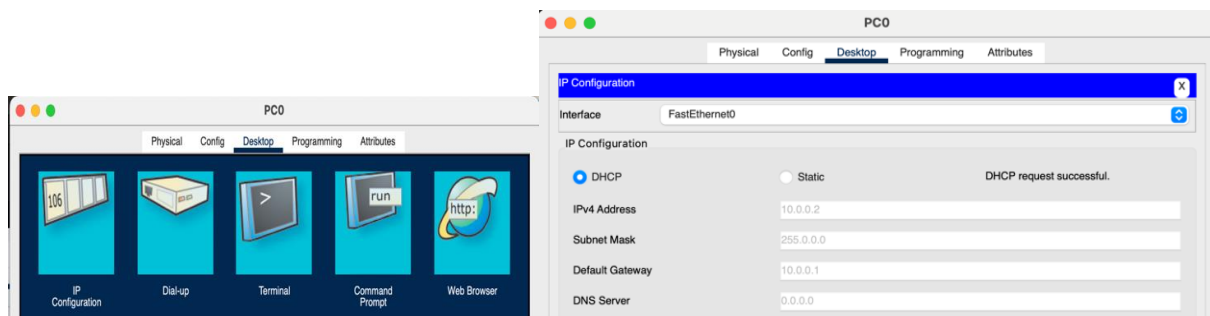 PC0
Physical Config Desktop Programming Attributes
106
>
run
http:
IP Configuration
Dial-up
Terminal
Command Prompt
Web Browser
PC0
Physical Config Desktop Programming Attributes
IP Configuration
X
Interface FastEthernet0
IP Configuration
DHCP Static DHCP request successful.
IPv4 Address 10.0.0.2
Subnet Mask 255.0.0.0
Default Gateway 10.0.0.1
DNS Server 0.0.0.0